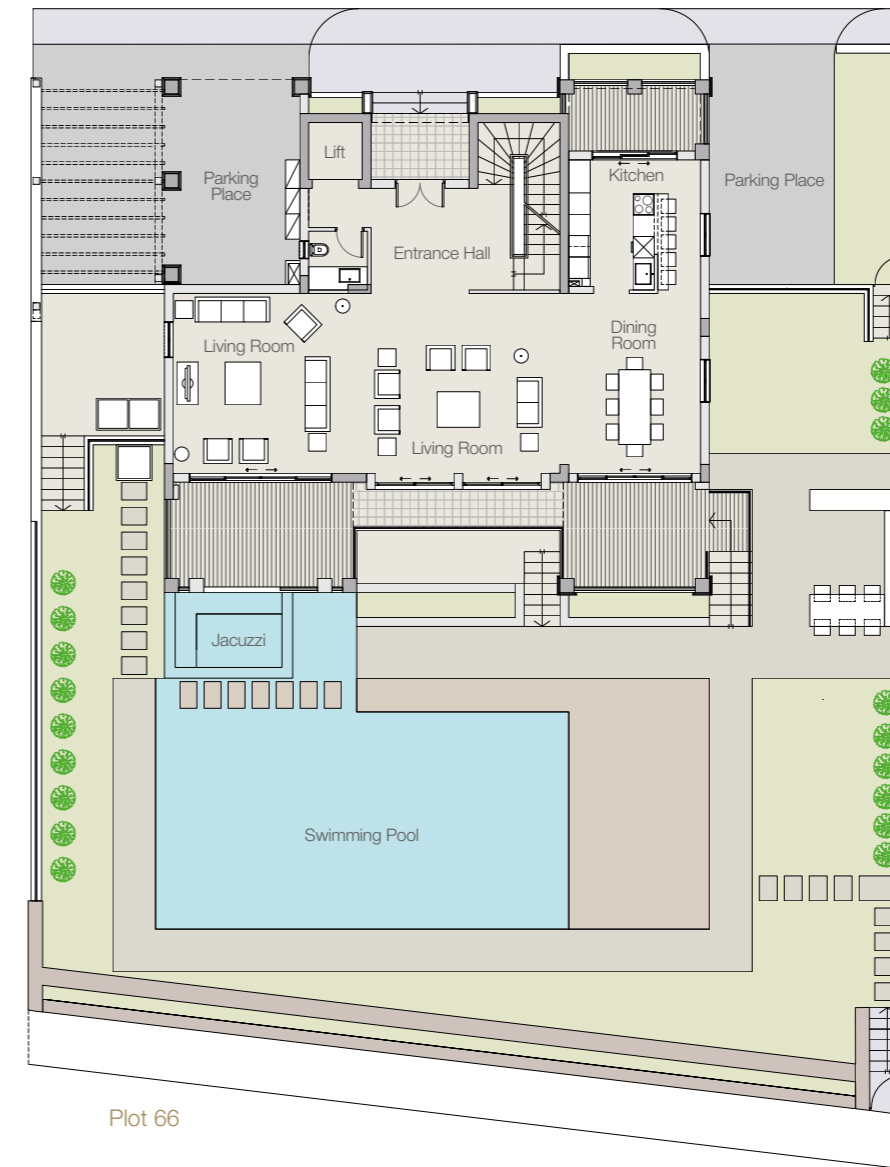 Lift
Kitchen
Parking
Place
Parking Place
Entrance Hall
Dining
Room
Living Room
Living Room
Jacuzzi
Swimming Pool
Plot 66